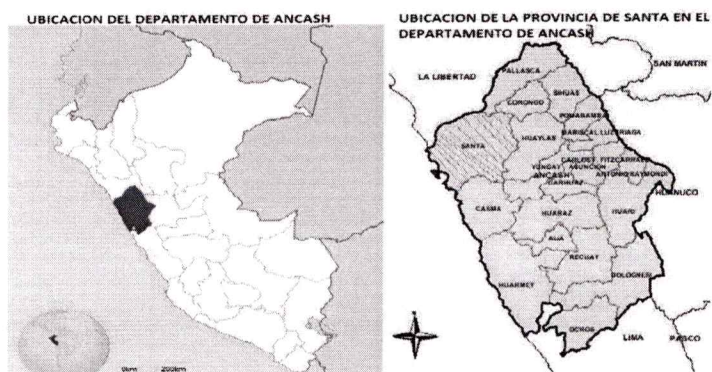 UBICACION DEL DEPARTAMENTO DE ANCASH
0km 200km
UBICACION DE LA PROVINCIA DE SANTA EN EL
DEPARTAMENTO DE ANCASH
LA LIBERTAD
SAN MARTIN
PALLASCA
SIHUAS
CORONGO
POMABAMBA
MARISCAL LUZURIAGA
SANTA
HUAYLAS
CARLOS F. FITZCARRALD
YUNGAY
ASUNCION
ANCASH
ANTONIO RAYMONDI
CARHUAZ
HUANUCO
CASMA
HUARAZ
HUARI
AIJA
RECUAY
BOLOGNESI
HUARMEY
OCROS
LIMA
PASCO